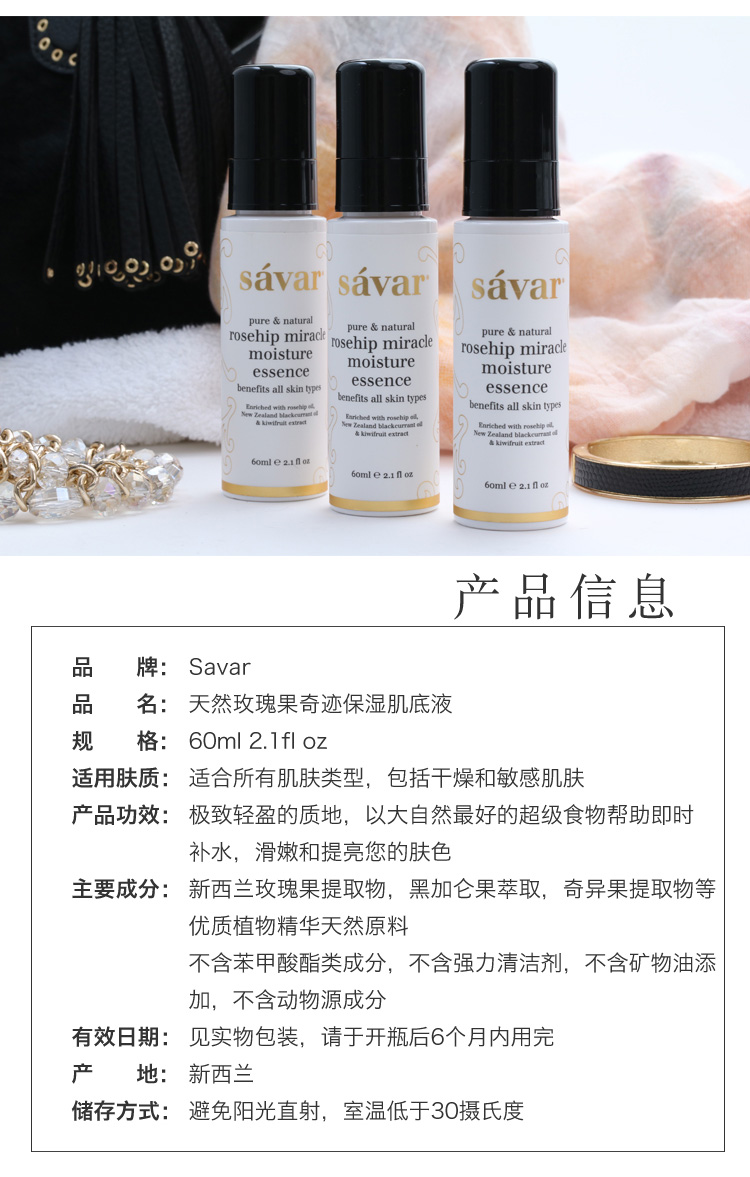 sávar
pure & natural
rosehip miracle
moisture
essence
benefits all skin types
Enriched with rosehip oil,
New Zealand blackcurrant oil
& kiwifruit extract
60ml e 2.1 fl oz
sávar
pure & natural
rosehip miracle
moisture
essence
benefits all skin types
Enriched with rosehip oil,
New Zealand blackcurrant oil
& kiwifruit extract
60ml e 2.1 fl oz
sávar
pure & natural
rosehip miracle
moisture
essence
benefits all skin types
Enriched with rosehip oil,
New Zealand blackcurrant oil
& kiwifruit extract
60ml e 2.1 fl oz
产品信息
品 牌： Savar
品 名： 天然玫瑰果奇迹保湿肌底液
规 格： 60ml 2.1fl oz
适用肤质： 适合所有肌肤类型，包括干燥和敏感肌肤
产品功效： 极致轻盈的质地，以大自然最好的超级食物帮助即时
补水，滑嫩和提亮您的肤色
主要成分： 新西兰玫瑰果提取物，黑加仑果萃取，奇异果提取物等
优质植物精华天然原料
不含苯甲酸酯类成分，不含强力清洁剂，不含矿物油添
加，不含动物源成分
有效日期： 见实物包装，请于开瓶后6个月内用完
产 地： 新西兰
储存方式： 避免阳光直射，室温低于30摄氏度